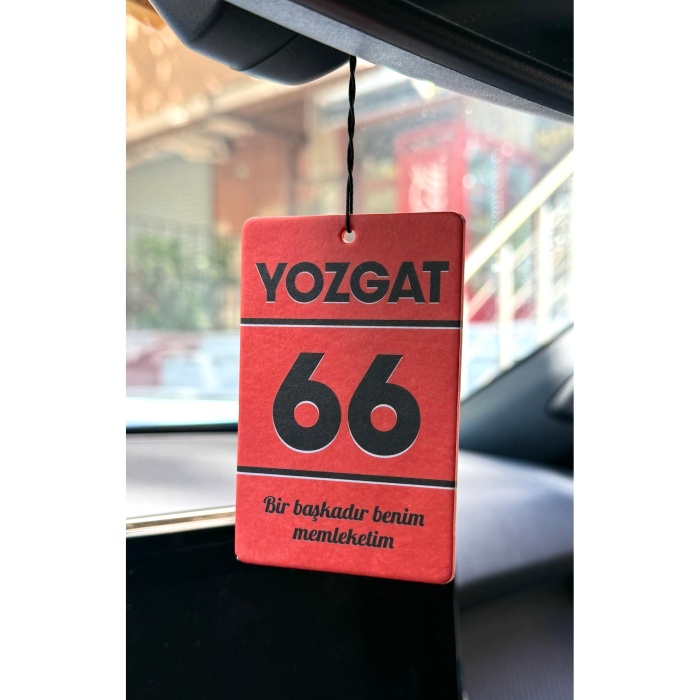 YOZGAT
66
Bir başkadır benim
memleketim